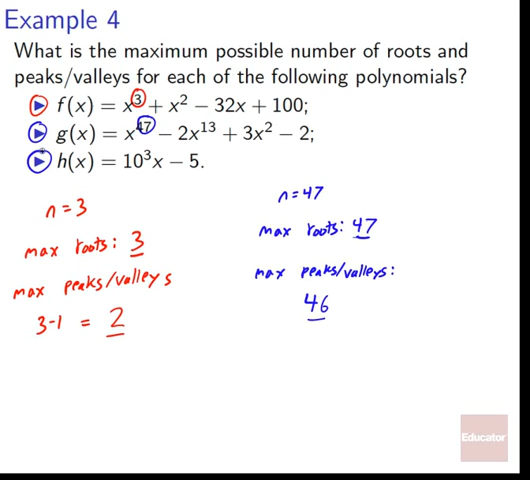 Example 4
What is the maximum possible number of roots and
peaks/valleys for each of the following polynomials?
f(x) = x³ + x² − 32x + 100;
g(x) = x⁴⁷ − 2x¹³ + 3x² − 2;
h(x) = 10³x − 5.
n = 3
max roots: 3
max peaks/valleys
3-1 = 2
n = 47
max roots: 47
max peaks/valleys:
46
Educator